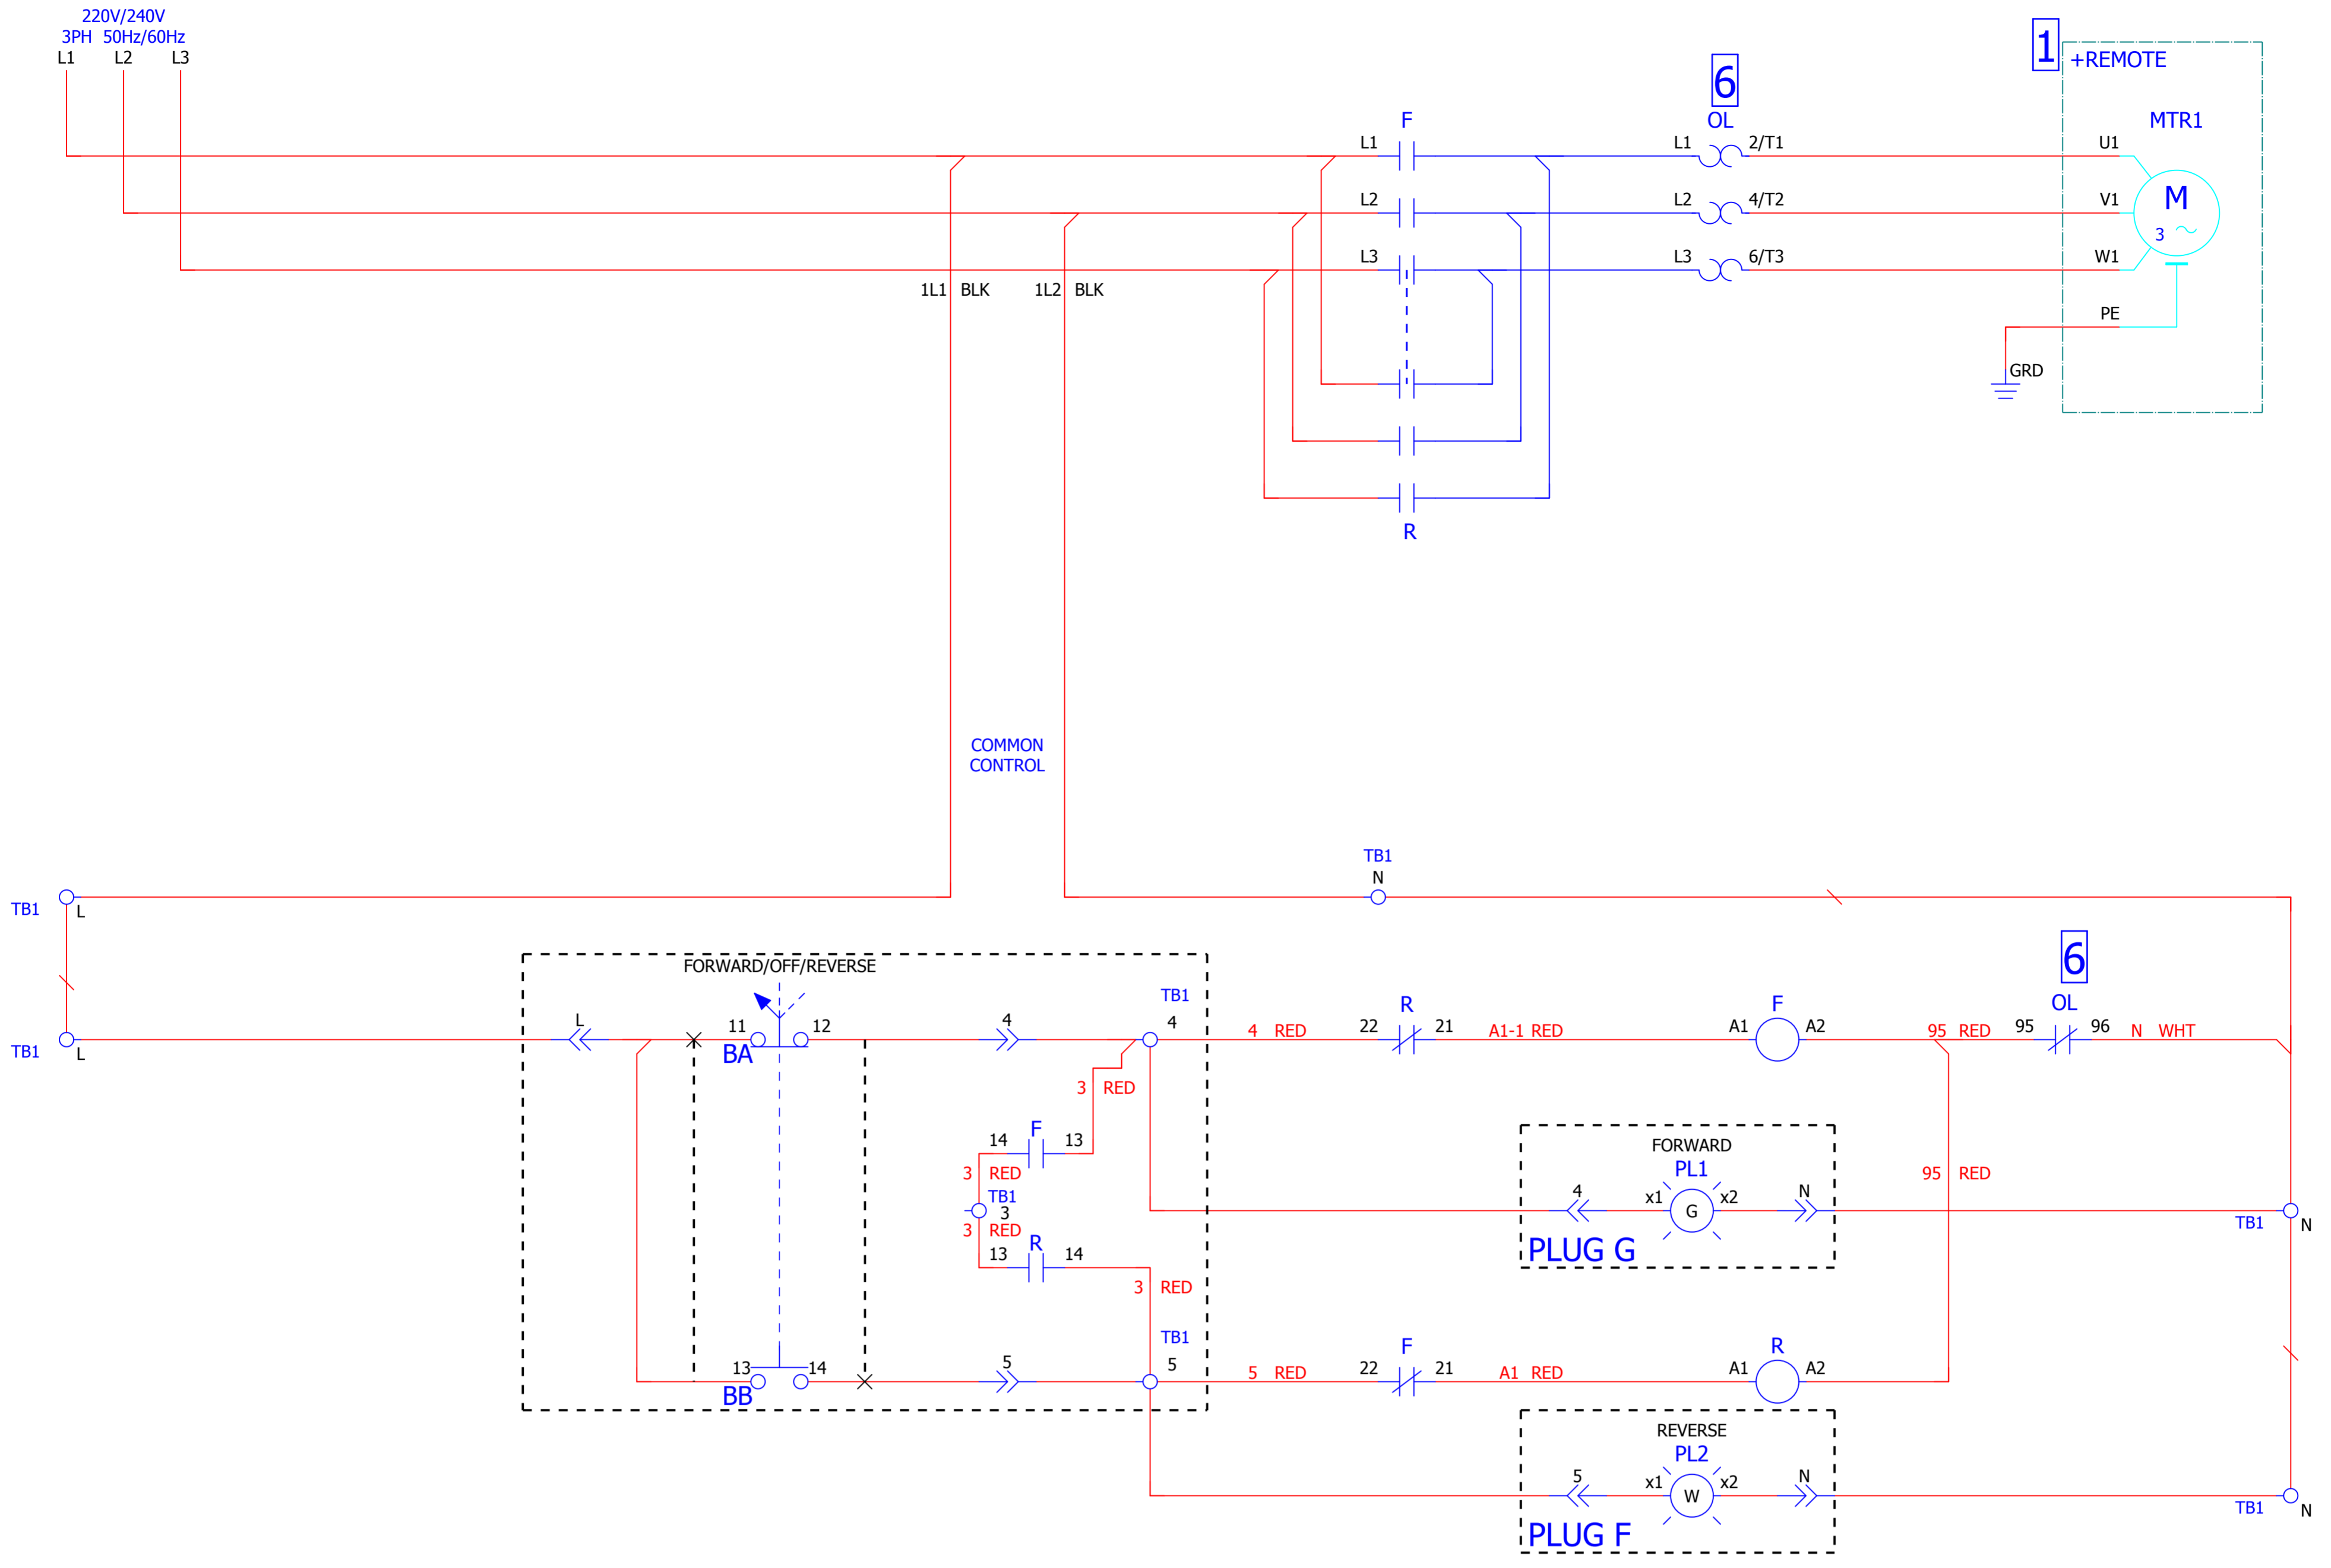 220V/240V
3PH 50Hz/60Hz
L1 L2 L3
1
+REMOTE
6
F OL MTR1
L1 L1 2/T1 U1
L2 L2 4/T2 V1
M
3
L3 L3 6/T3 W1
1L1 BLK 1L2 BLK
PE
GRD
R
COMMON
CONTROL
TB1
N
TB1 L
6
FORWARD/OFF/REVERSE
TB1 R F OL
L 11 12 4 4
4 RED 22 21 A1-1 RED A1 A2 95 RED 95 96 N WHT
TB1 L
BA
3 RED
F
14 13
FORWARD
PL1
3 RED
95 RED
TB1
3
4 x1 x2 N
G
TB1 N
3 RED
R
13 14
PLUG G
3 RED
TB1 F R
13 14 5 5
5 RED 22 21 A1 RED A1 A2
BB
REVERSE
PL2
5 x1 x2 N
W
TB1 N
PLUG F